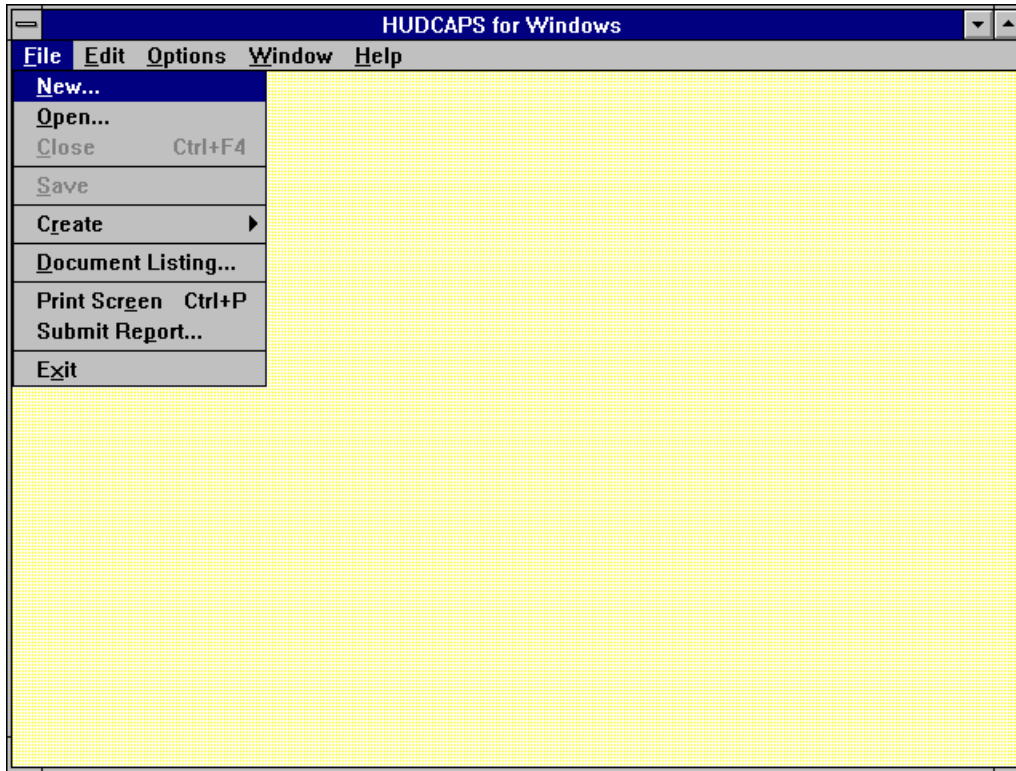 HUDCAPS for Windows
File Edit Options Window Help
New...
Open...
Close Ctrl+F4
Save
Create
Document Listing...
Print Screen Ctrl+P
Submit Report...
Exit